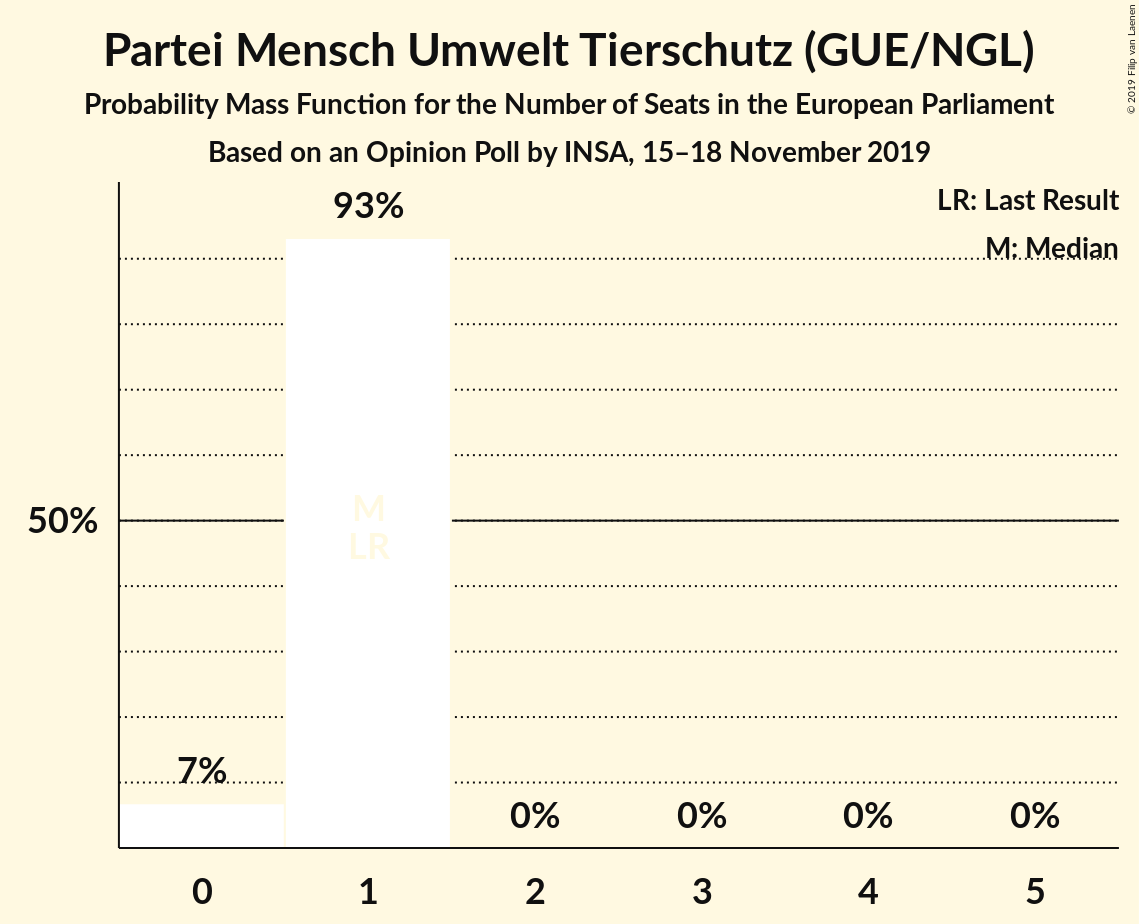 Partei Mensch Umwelt Tierschutz (GUE/NGL)
Probability Mass Function for the Number of Seats in the European Parliament
Based on an Opinion Poll by INSA, 15–18 November 2019
© 2019 Filip van Laenen
LR: Last Result
M: Median
93%
50%
M
LR
7%
0%
0%
0%
0%
0
1
2
3
4
5